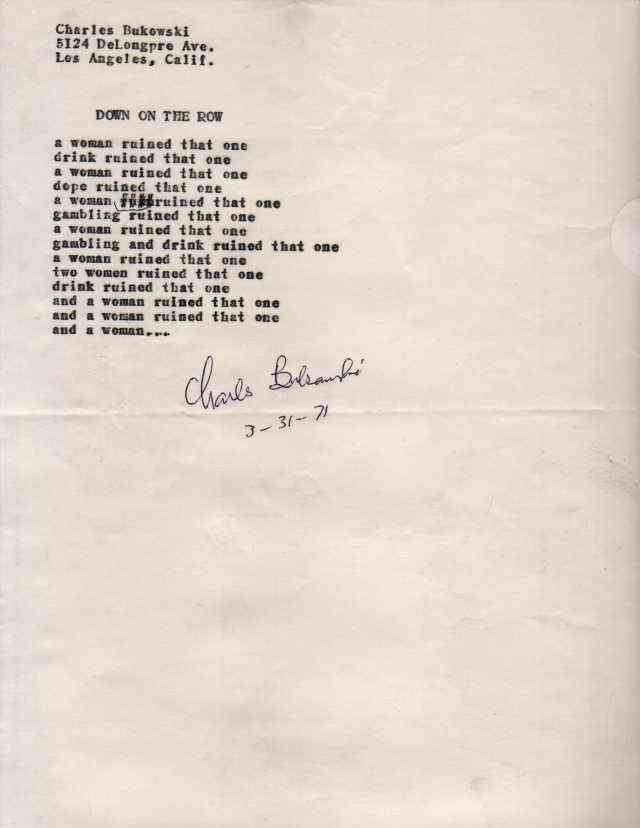 Charles Bukowski
5124 DeLongpre Ave.
Los Angeles, Calif.
DOWN ON THE ROW
a woman ruined that one
drink ruined that one
a woman ruined that one
dope ruined that one
a woman ruined that one
gambling ruined that one
a woman ruined that one
gambling and drink ruined that one
a woman ruined that one
two women ruined that one
drink ruined that one
and a woman ruined that one
and a woman ruined that one
and a woman...
Charles Bukowski
3-31-71